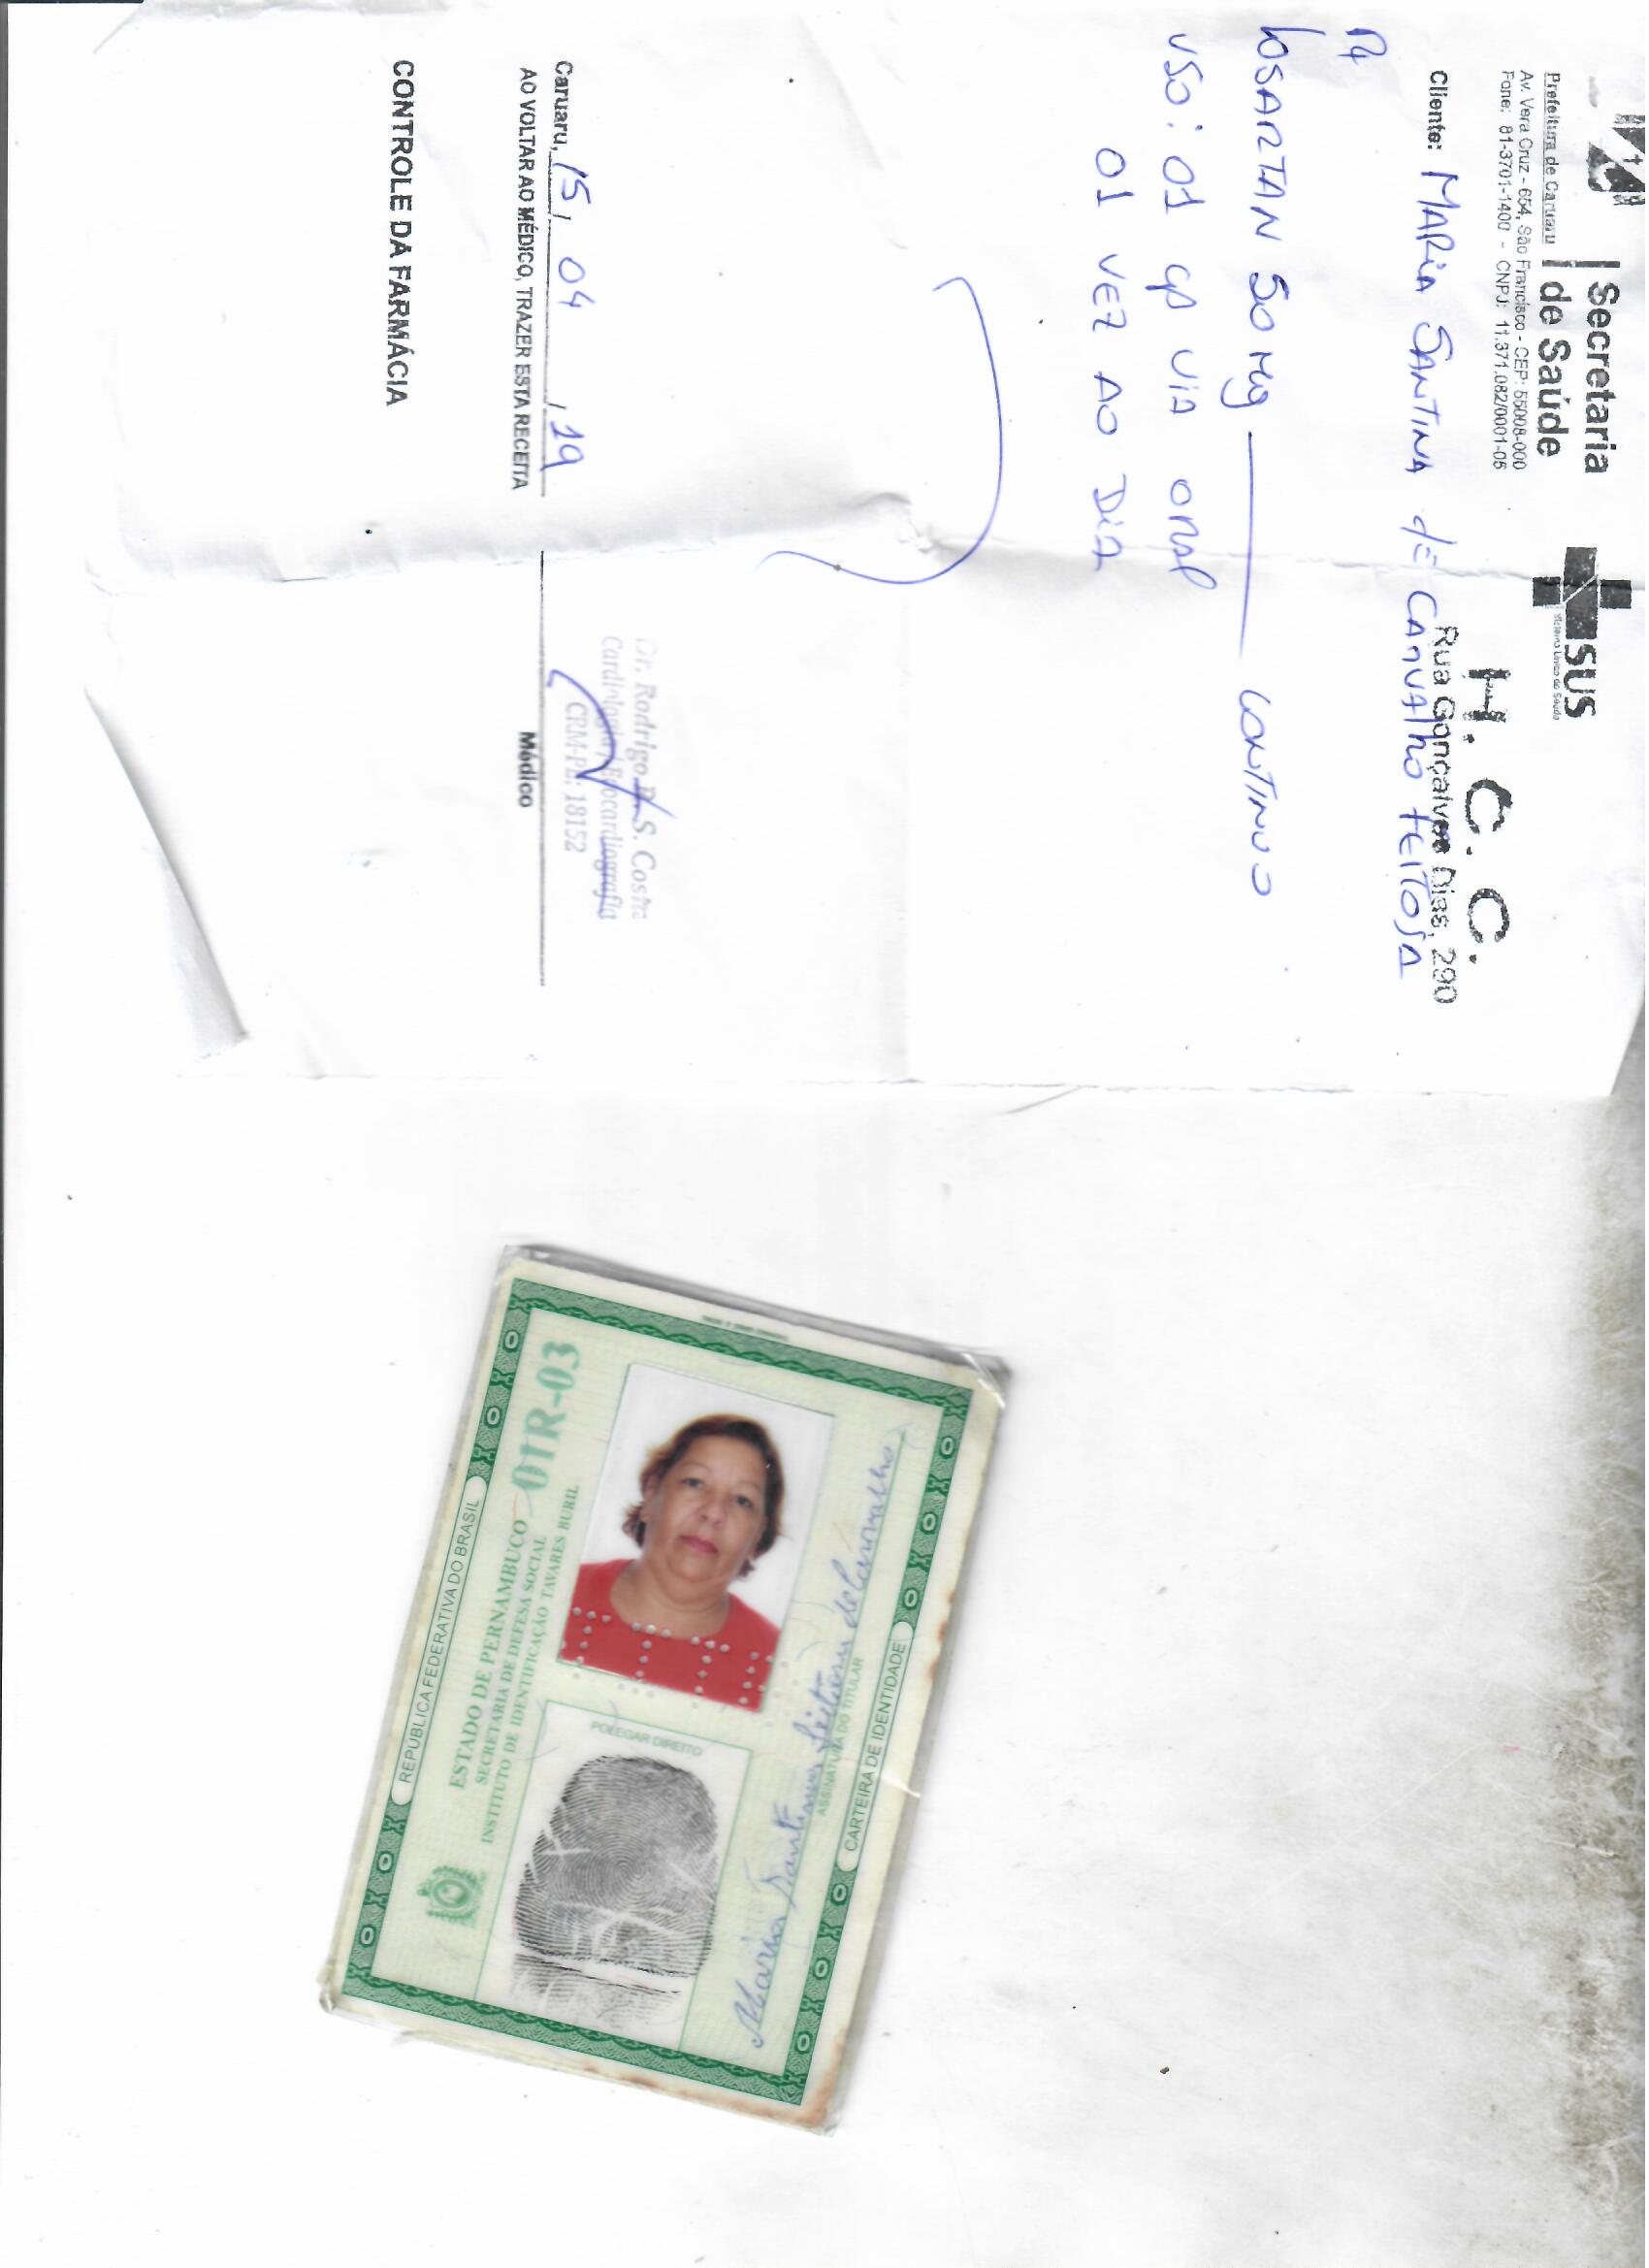 Prefeitura de Caruaru
Secretaria
de Saúde
SUS
H. C. C.
Rua Gonçalves Dias, 290
Av. Vera Cruz - 654, São Francisco - CEP: 55008-000
Fone: 81-3701-1400 - CNPJ: 11.371.082/0001-05
Cliente: MARIA SANTINA DE CARVALHO FEITOSA
LOSARTAN 50 Mg CONTINUO
USO: 01 CP VIA ORAL
01 VEZ AO DIA
Dr. Rodrigo S. Costa
Cardiologia / Ecocardiografia
CRM-PE: 18152
Caruaru, 15 / 04 / 19
Médico
AO VOLTAR AO MÉDICO, TRAZER ESTA RECEITA
CONTROLE DA FARMÁCIA
REPÚBLICA FEDERATIVA DO BRASIL
ESTADO DE PERNAMBUCO
SECRETARIA DE DEFESA SOCIAL
INSTITUTO DE IDENTIFICAÇÃO TAVARES BURIL
01R-03
POLEGAR DIREITO
Maria Santina Feitosa de Carvalho
ASSINATURA DO TITULAR
CARTEIRA DE IDENTIDADE